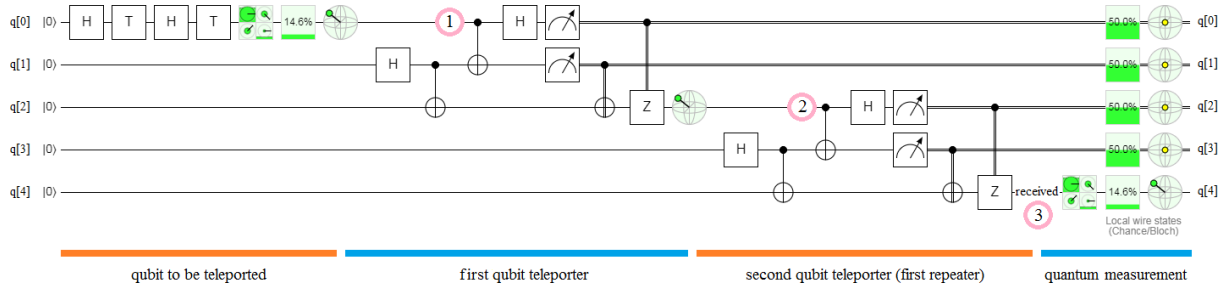 q[0] |0⟩ H T H T 14.6% 1 H 50.0% q[0]
q[1] |0⟩ H 50.0% q[1]
q[2] |0⟩ Z 2 H 50.0% q[2]
q[3] |0⟩ H 50.0% q[3]
q[4] |0⟩ Z received 14.6% q[4]
3
Local wire states
(Chance/Bloch)
qubit to be teleported first qubit teleporter second qubit teleporter (first repeater) quantum measurement